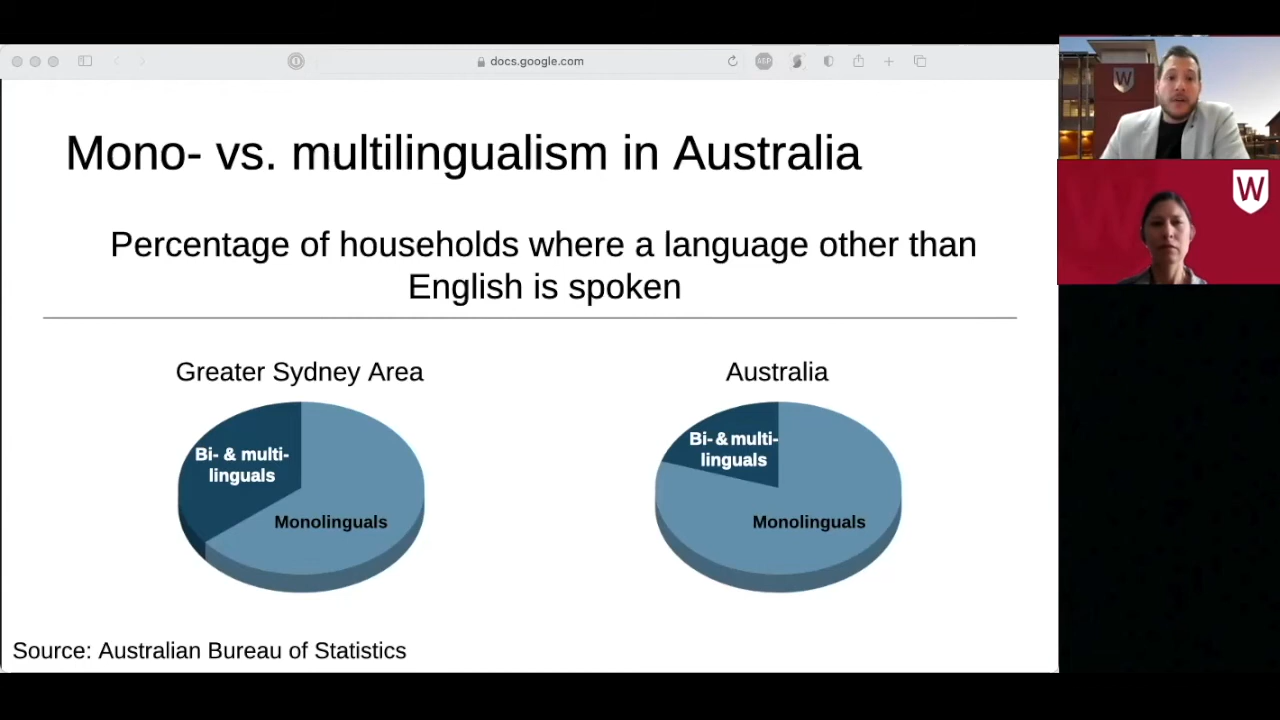 docs.google.com
ABP
Mono- vs. multilingualism in Australia
Percentage of households where a language other than
English is spoken
Greater Sydney Area
Australia
Bi- & multi-
linguals
Monolinguals
Bi- & multi-
linguals
Monolinguals
Source: Australian Bureau of Statistics
W
W